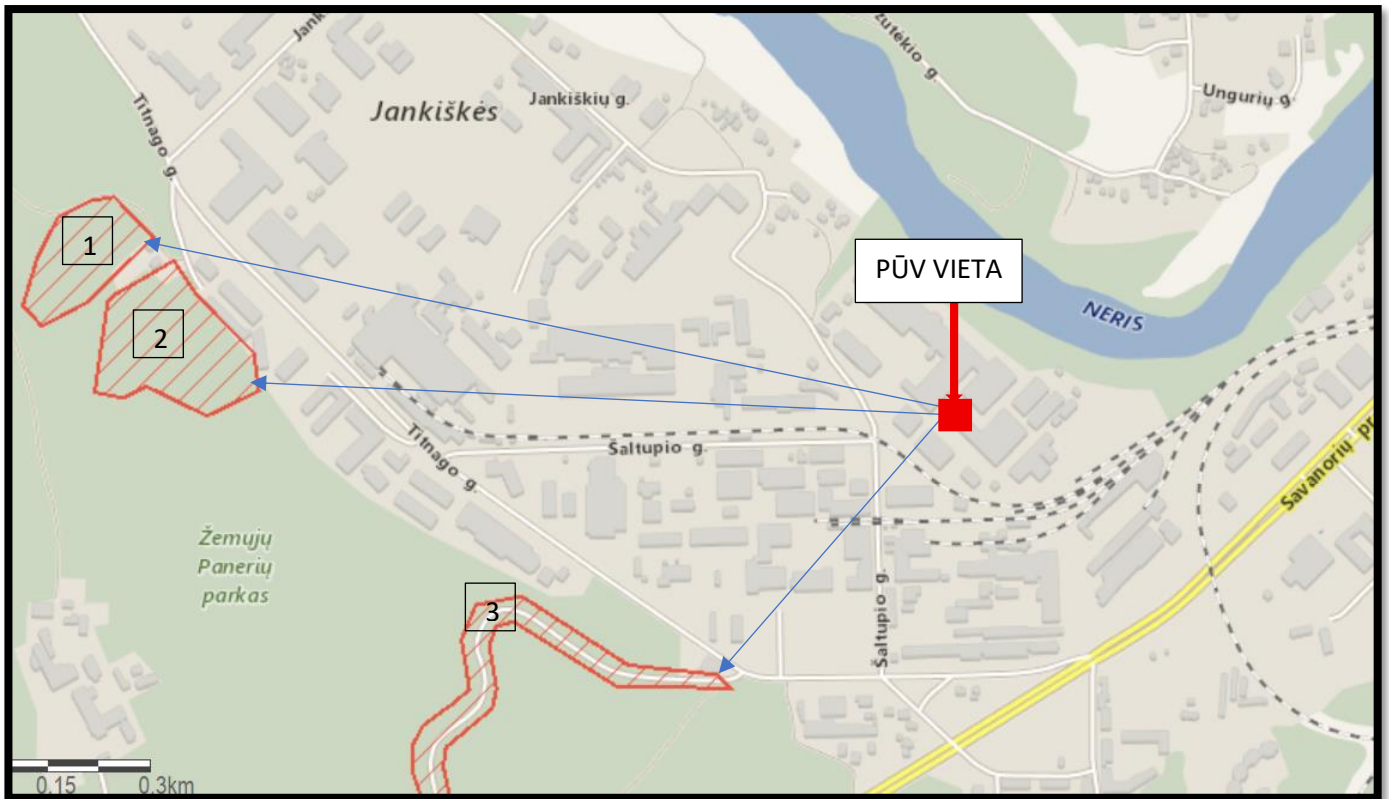 Jank
zutėkio g.
Ungurių g.
Titnago g.
Jankiškės
Jankiškių g.
1
2
PŪV VIETA
NERIS
Šaltupio g.
Titnago g.
Savanorių pr
Žemųjų
Panerių
parkas
3
Šaltupio g.
0.15
0.3km